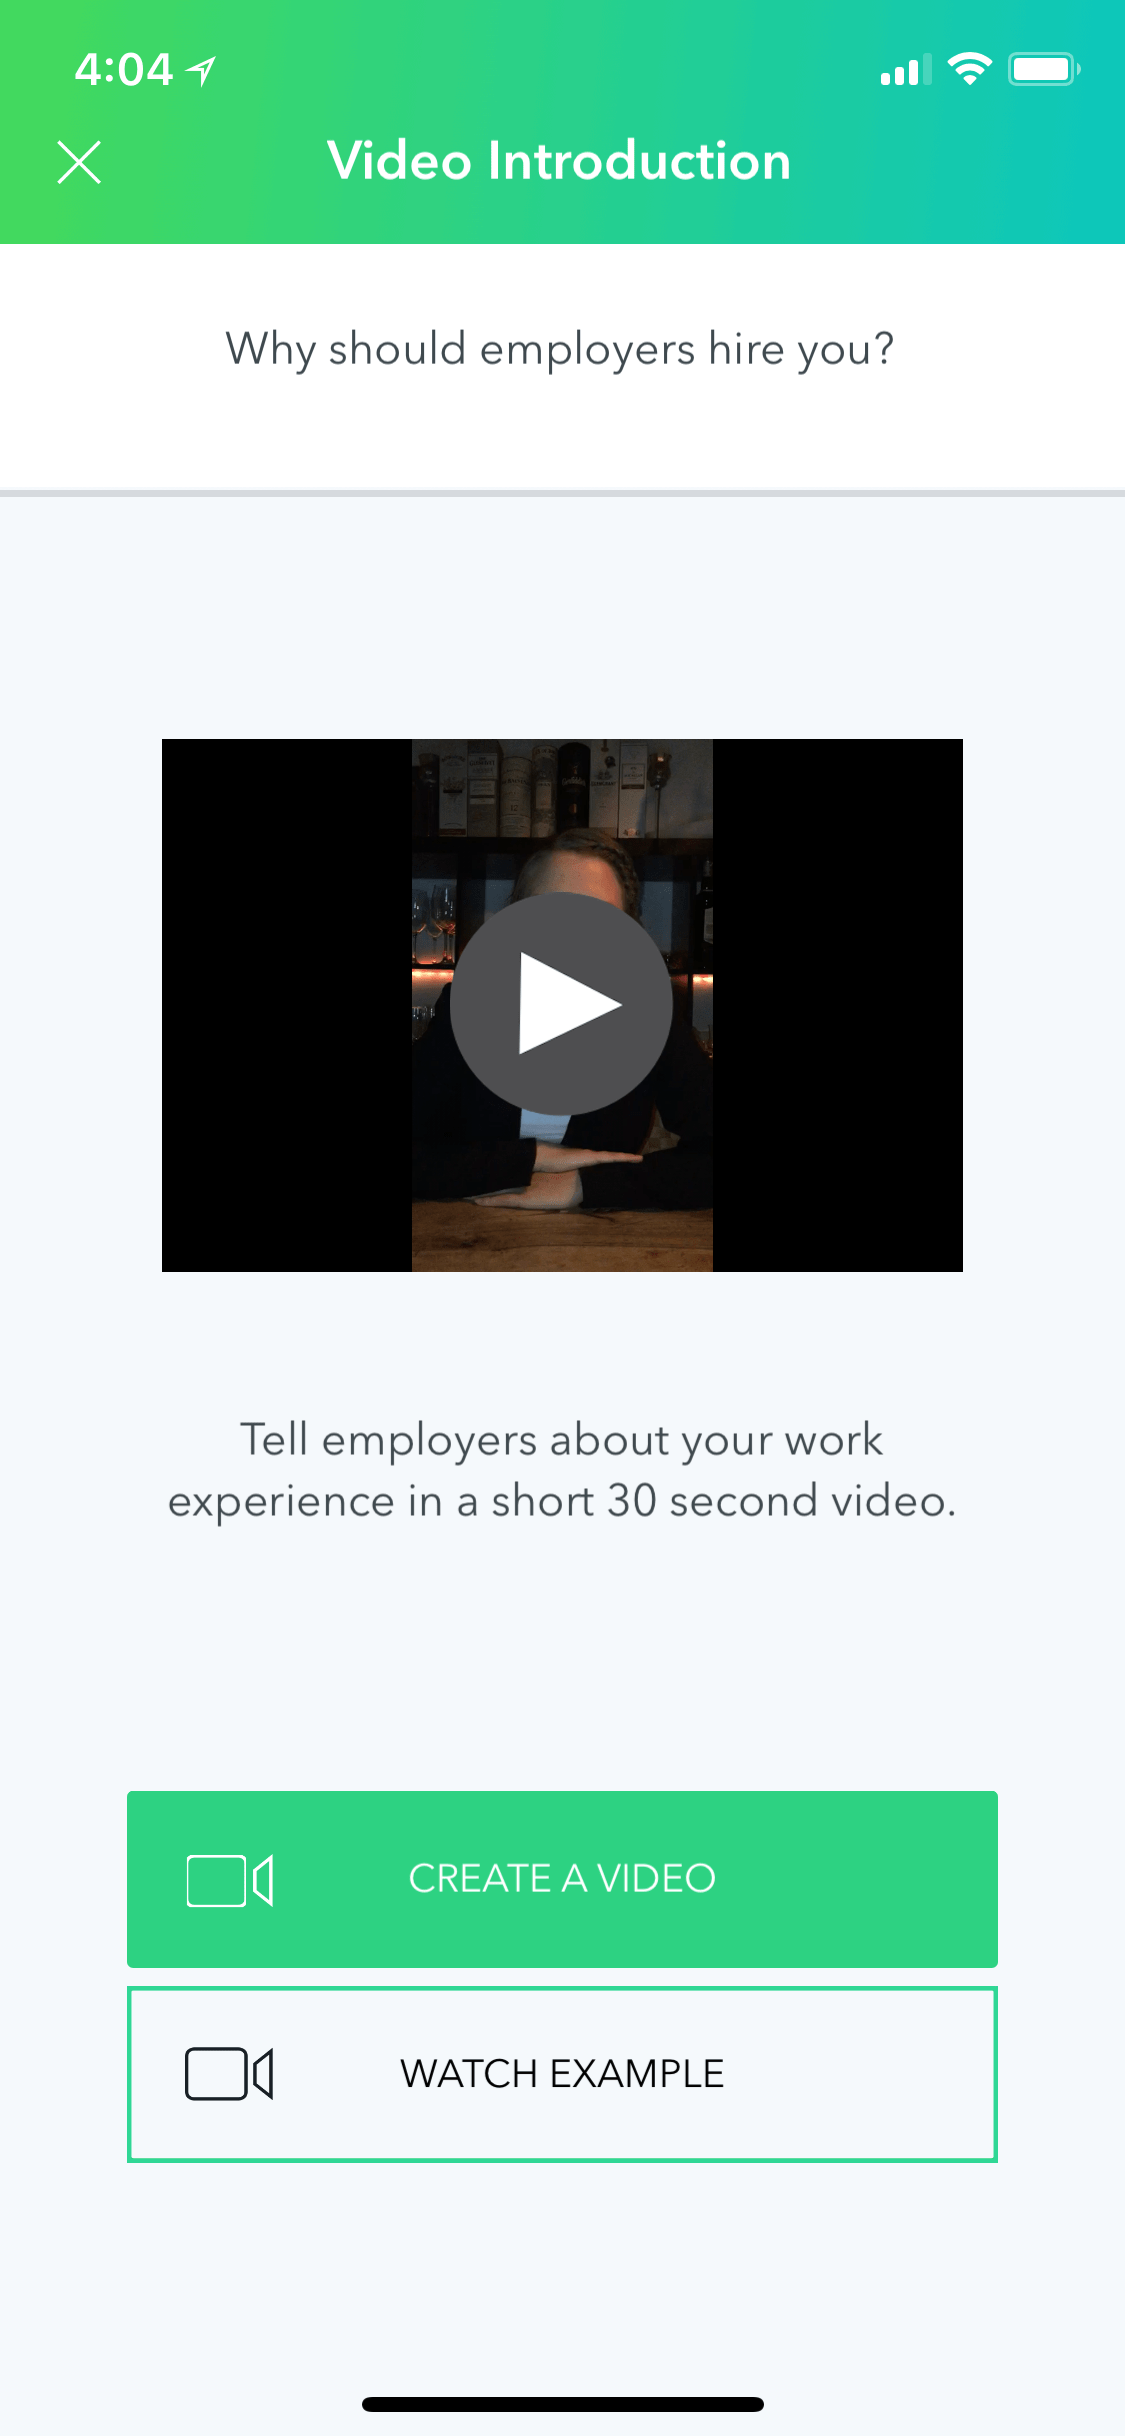 4:04
Video Introduction
Why should employers hire you?
Tell employers about your work
experience in a short 30 second video.
CREATE A VIDEO
WATCH EXAMPLE